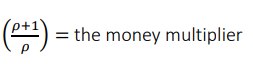 (ρ+1/ρ) = the money multiplier